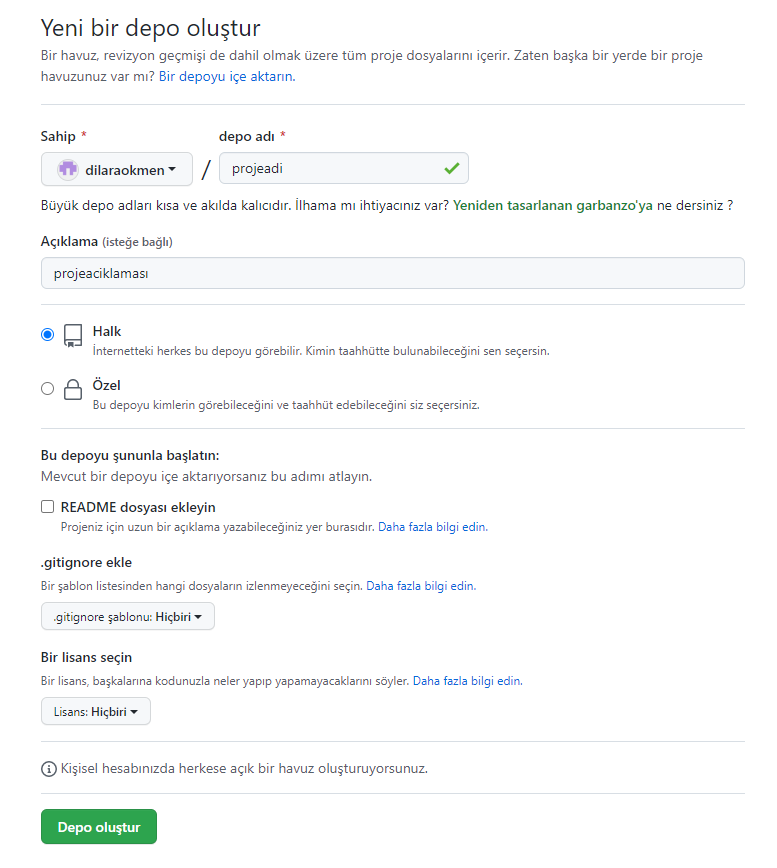 Yeni bir depo oluştur
Bir havuz, revizyon geçmişi de dahil olmak üzere tüm proje dosyalarını içerir. Zaten başka bir yerde bir proje
havuzunuz var mı? Bir depoyu içe aktarın.
Sahip *
depo adı *
dilaraokmen / projeadi
Büyük depo adları kısa ve akılda kalıcıdır. İlhama mı ihtiyacınız var? Yeniden tasarlanan garbanzo'ya ne dersiniz ?
Açıklama (isteğe bağlı)
projeaciklaması
Halk
İnternetteki herkes bu depoyu görebilir. Kimin taahhütte bulunabileceğini sen seçersin.
Özel
Bu depoyu kimlerin görebileceğini ve taahhüt edebileceğini siz seçersiniz.
Bu depoyu şununla başlatın:
Mevcut bir depoyu içe aktarıyorsanız bu adımı atlayın.
README dosyası ekleyin
Projeniz için uzun bir açıklama yazabileceğiniz yer burasıdır. Daha fazla bilgi edin.
.gitignore ekle
Bir şablon listesinden hangi dosyaların izlenmeyeceğini seçin. Daha fazla bilgi edin.
.gitignore şablonu: Hiçbiri
Bir lisans seçin
Bir lisans, başkalarına kodunuzla neler yapıp yapamayacaklarını söyler. Daha fazla bilgi edin.
Lisans: Hiçbiri
Kişisel hesabınızda herkese açık bir havuz oluşturuyorsunuz.
Depo oluştur